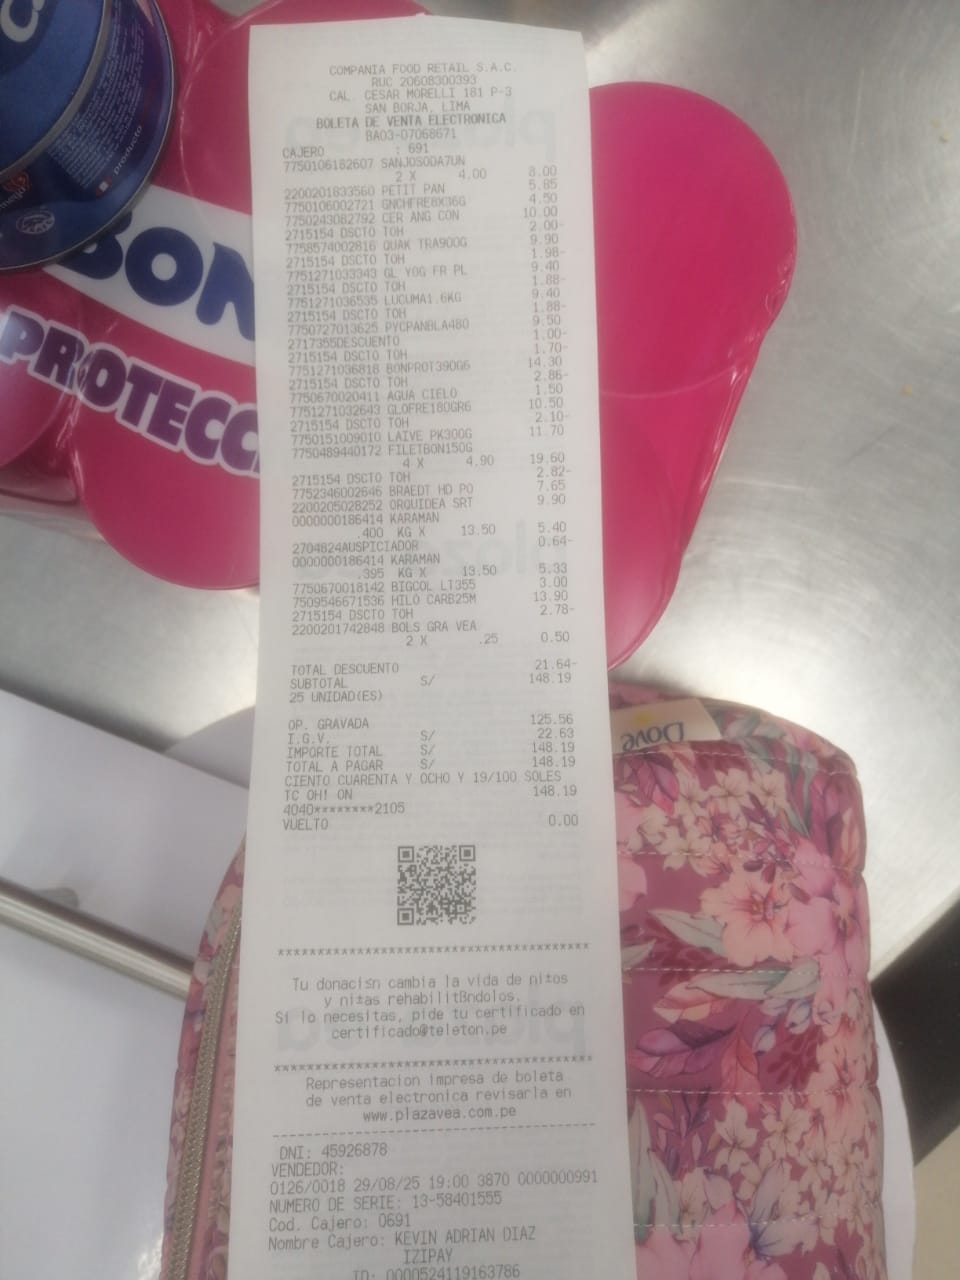 COMPANIA FOOD RETAIL S.A.C.
RUC 20608300393
CAL. CESAR MORELLI 181 P-3
SAN BORJA, LIMA
BOLETA DE VENTA ELECTRONICA
BA03-07068671
CAJERO : 691
7750106182607 SANJOSODA7UN
2 X 4.00 8.00
2200201833560 PETIT PAN 5.85
7750106002721 GNCHFRE8X36G 4.50
7750243082792 CER ANG CON 10.00
2715154 DSCTO TOH 2.00-
7758574002816 QUAK TRA900G 9.90
2715154 DSCTO TOH 1.98-
7751271033343 GL YOG FR PL 9.40
2715154 DSCTO TOH 1.88-
7751271036535 LUCUMA1.6KG 9.40
2715154 DSCTO TOH 1.88-
7750727013625 PYCPANBLA480 9.50
2717355DESCUENTO 1.00-
2715154 DSCTO TOH 1.70-
7751271036818 BONPROT390G6 14.30
2715154 DSCTO TOH 2.86-
7750670020411 AGUA CIELO 1.50
7751271032643 GLOFRE180GR6 10.50
2715154 DSCTO TOH 2.10-
7750151009010 LAIVE PK300G 11.70
7750489440172 FILETBON150G
4 X 4.90 19.60
2715154 DSCTO TOH 2.82-
7752346002646 BRAEDT HD PO 7.65
2200205028252 ORQUIDEA SRT 9.90
0000000186414 KARAMAN
.400 KG X 13.50 5.40
2704824AUSPICIADOR 0.64-
0000000186414 KARAMAN
.395 KG X 13.50 5.33
7750670018142 BIGCOL LT355 3.00
7509546671536 HILO CARB25M 13.90
2715154 DSCTO TOH 2.78-
2200201742848 BOLS GRA VEA
2 X .25 0.50
TOTAL DESCUENTO 21.64-
SUBTOTAL S/ 148.19
25 UNIDAD(ES)
OP. GRAVADA 125.56
I.G.V. S/ 22.63
IMPORTE TOTAL S/ 148.19
TOTAL A PAGAR S/ 148.19
CIENTO CUARENTA Y OCHO Y 19/100 SOLES
TC OH! ON 148.19
4040********2105
VUELTO 0.00
****************************************
Tu donacisn cambia la vida de ni±os
y ni±as rehabilitßndolos.
Si lo necesitas, pide tu certificado en
certificado@teleton.pe
****************************************
Representacion impresa de boleta
de venta electronica revisarla en
www.plazavea.com.pe
----------------------------------------
DNI: 45926878
VENDEDOR:
0126/0018 29/08/25 19:00 3870 0000000991
NUMERO DE SERIE: 13-58401555
Cod. Cajero: 0691
Nombre Cajero: KEVIN ADRIAN DIAZ
IZIPAY
ID: 0000524119163786
BON
PROTECC
producto
Dove